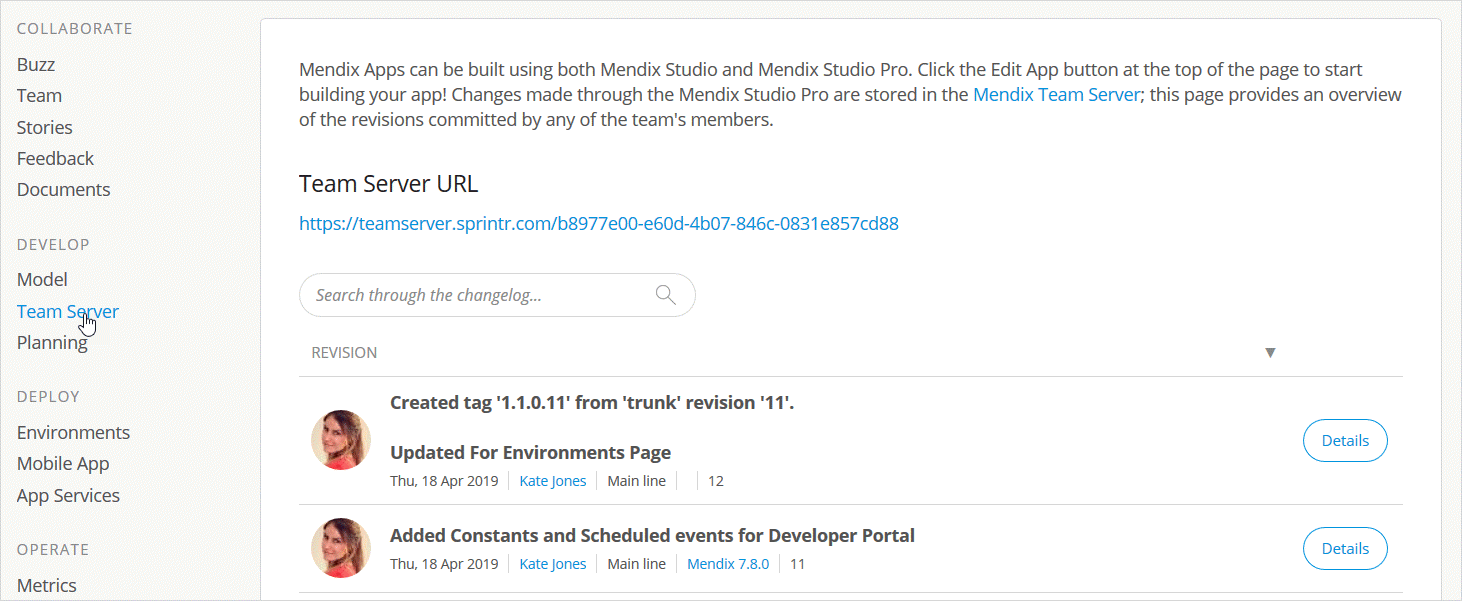 COLLABORATE
Buzz
Team
Stories
Feedback
Documents
DEVELOP
Model
Team Server
Planning
DEPLOY
Environments
Mobile App
App Services
OPERATE
Metrics
Mendix Apps can be built using both Mendix Studio and Mendix Studio Pro. Click the Edit App button at the top of the page to start
building your app! Changes made through the Mendix Studio Pro are stored in the Mendix Team Server; this page provides an overview
of the revisions committed by any of the team's members.
Team Server URL
https://teamserver.sprintr.com/b8977e00-e60d-4b07-846c-0831e857cd88
Search through the changelog...
REVISION ▼
Created tag '1.1.0.11' from 'trunk' revision '11'.
Updated For Environments Page
Thu, 18 Apr 2019 Kate Jones Main line 12
Details
Added Constants and Scheduled events for Developer Portal
Thu, 18 Apr 2019 Kate Jones Main line Mendix 7.8.0 11
Details